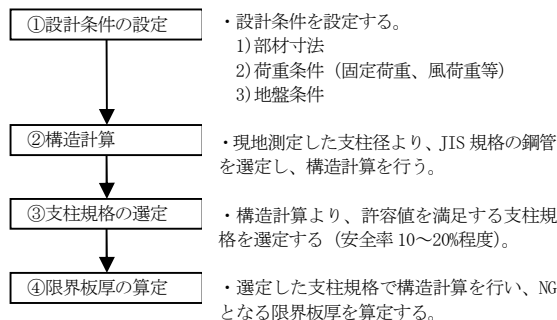 ①設計条件の設定
・設計条件を設定する。
1)部材寸法
2)荷重条件（固定荷重、風荷重等）
3)地盤条件
②構造計算
・現地測定した支柱径より、JIS 規格の鋼管
を選定し、構造計算を行う。
③支柱規格の選定
・構造計算より、許容値を満足する支柱規
格を選定する（安全率 10～20%程度）。
④限界板厚の算定
・選定した支柱規格で構造計算を行い、NG
となる限界板厚を算定する。